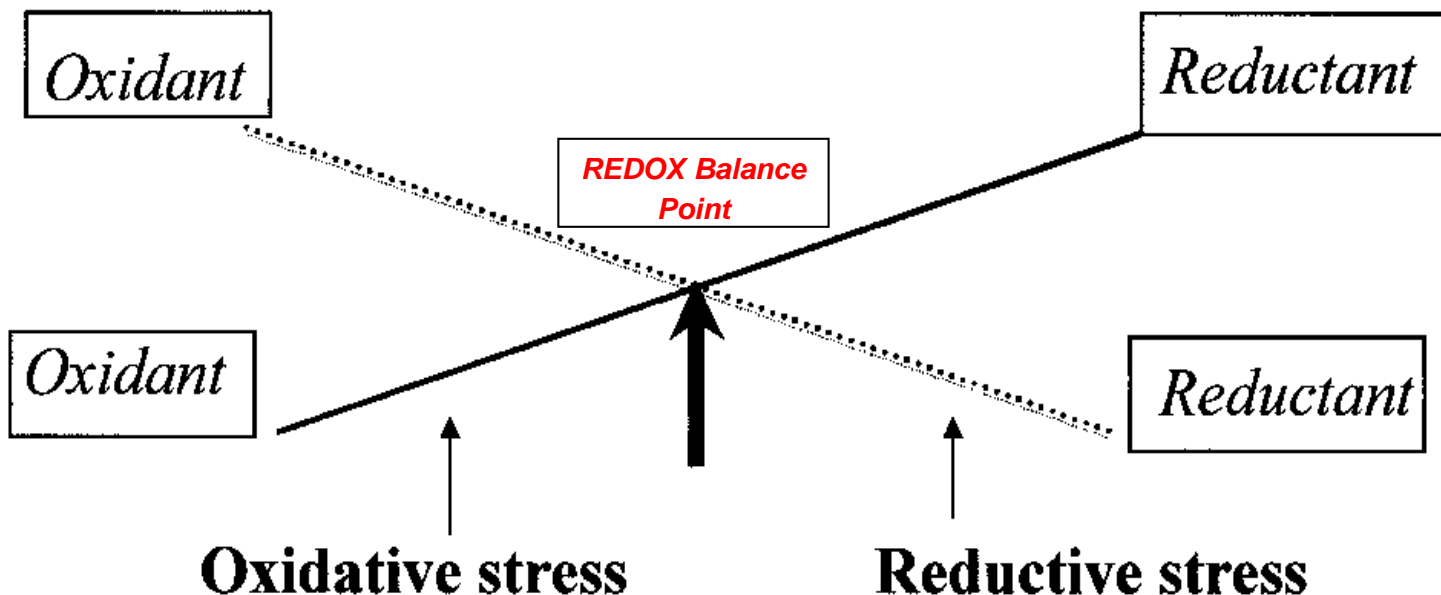 Oxidant
Reductant
REDOX Balance
Point
Oxidant
Reductant
Oxidative stress
Reductive stress